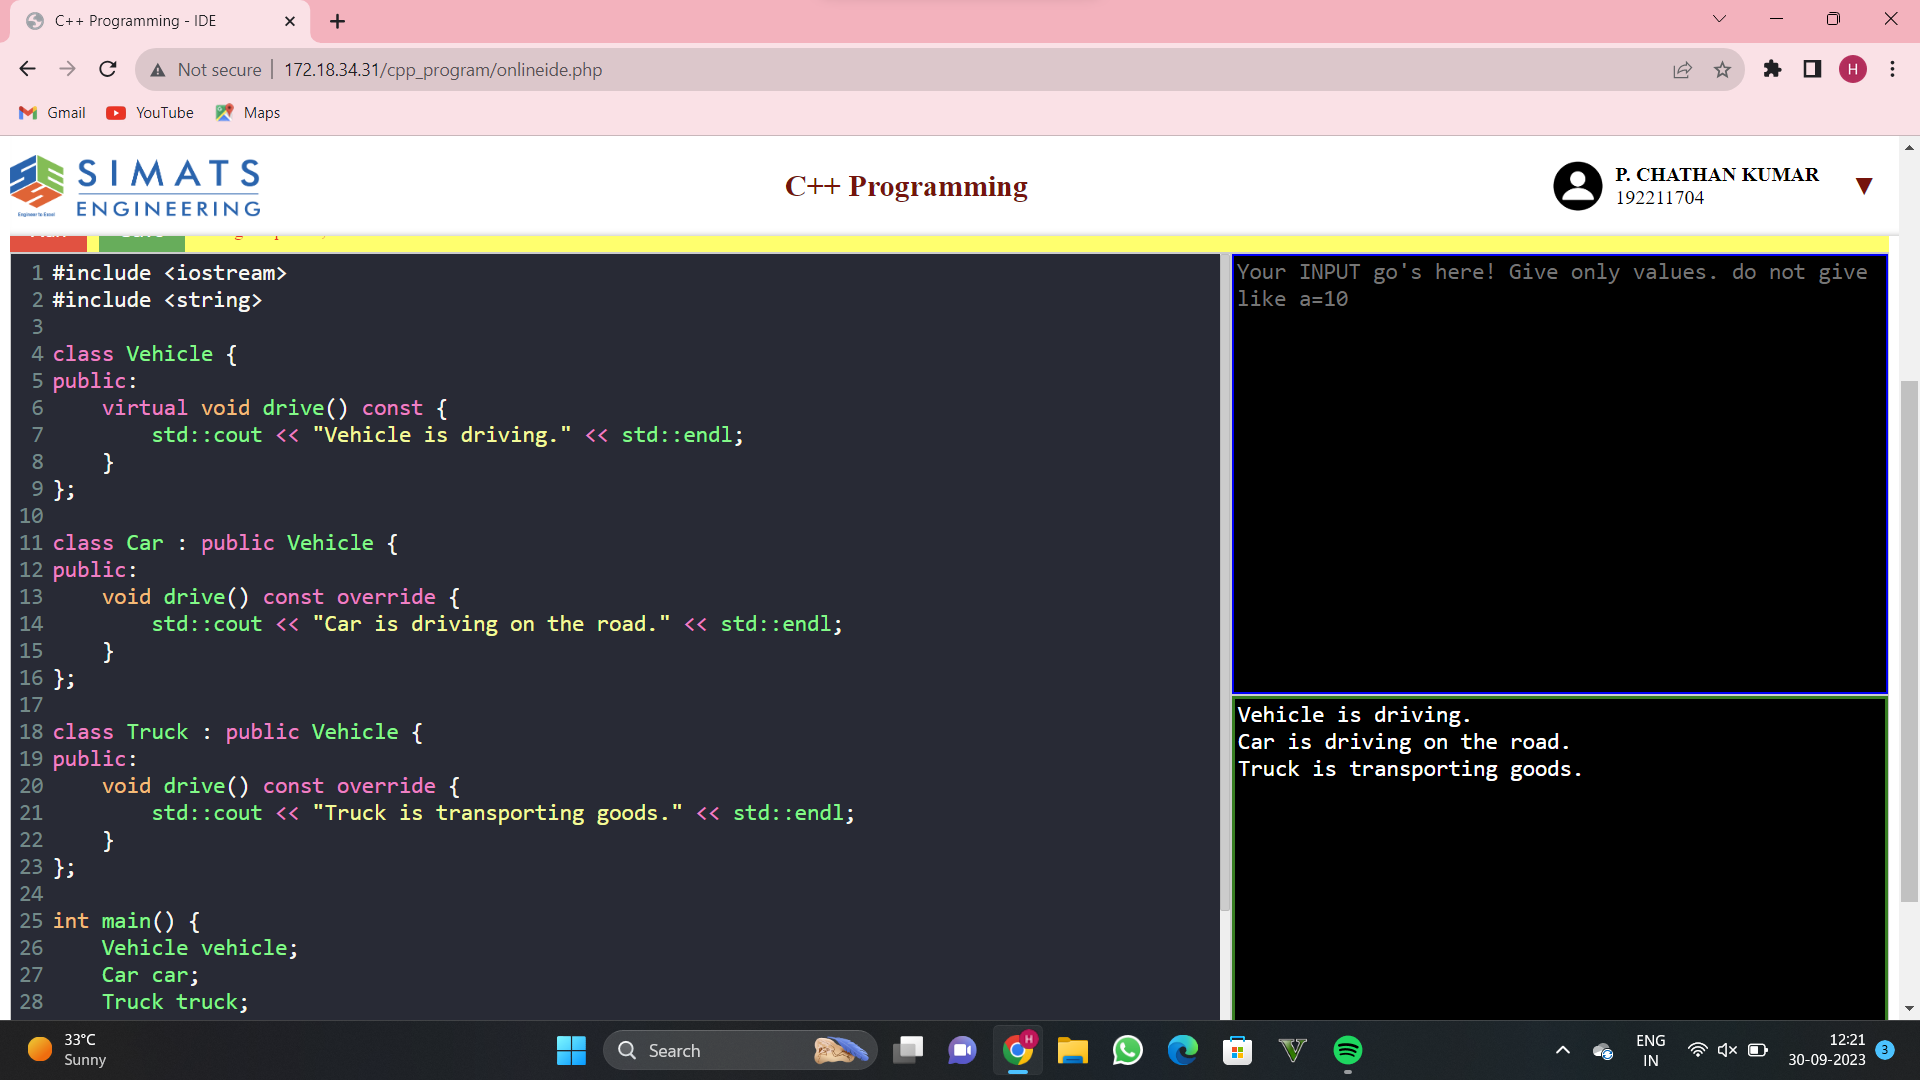 C++ Programming - IDE
Not secure
172.18.34.31/cpp_program/onlineide.php
H
Gmail
YouTube
Maps
SIMATS
ENGINEERING
Engineer to Excel
C++ Programming
P. CHATHAN KUMAR
192211704
1 #include <iostream>
2 #include <string>
3
4 class Vehicle {
5 public:
6     virtual void drive() const {
7         std::cout << "Vehicle is driving." << std::endl;
8     }
9 };
10
11 class Car : public Vehicle {
12 public:
13     void drive() const override {
14         std::cout << "Car is driving on the road." << std::endl;
15     }
16 };
17
18 class Truck : public Vehicle {
19 public:
20     void drive() const override {
21         std::cout << "Truck is transporting goods." << std::endl;
22     }
23 };
24
25 int main() {
26     Vehicle vehicle;
27     Car car;
28     Truck truck;
Your INPUT go's here! Give only values. do not give
like a=10
Vehicle is driving.
Car is driving on the road.
Truck is transporting goods.
33°C
Sunny
Search
H
ENG
IN
12:21
30-09-2023
3